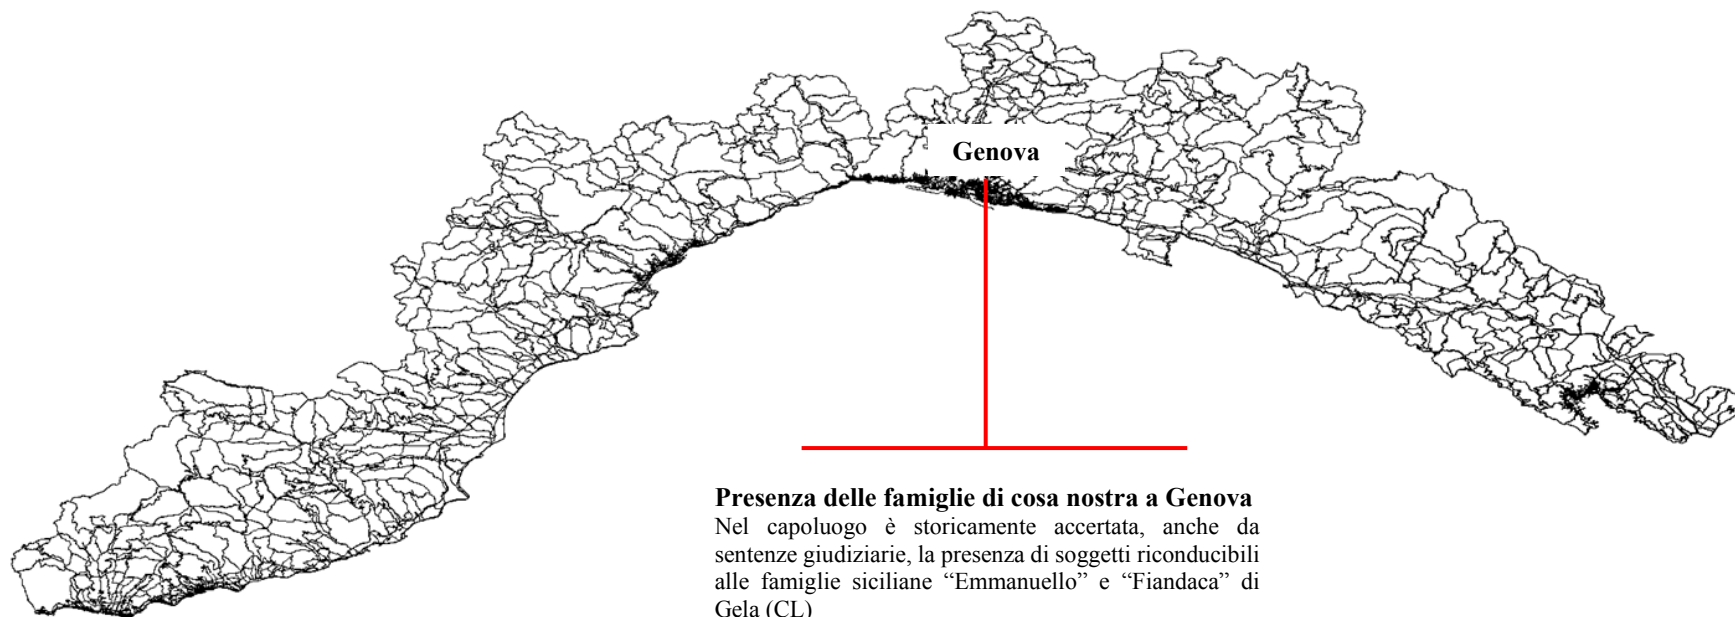 Genova
Presenza delle famiglie di cosa nostra a Genova
Nel capoluogo è storicamente accertata, anche da
sentenze giudiziarie, la presenza di soggetti riconducibili
alle famiglie siciliane “Emmanuello” e “Fiandaca” di
Gela (CL)